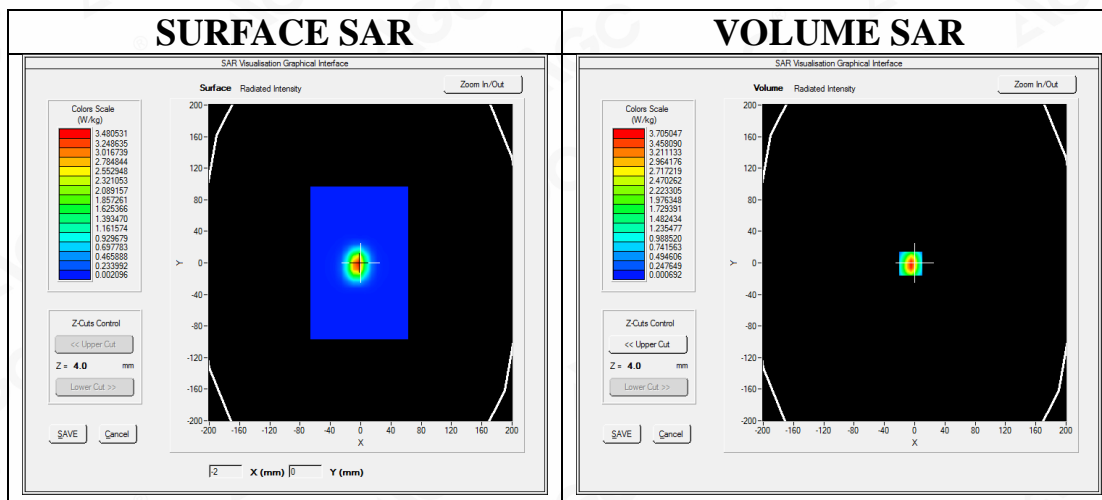 SURFACE SAR
SAR Visualisation Graphical Interface
Surface Radiated Intensity
Zoom In/Out
Colors Scale
(W/kg)
3.480531
3.248635
3.016739
2.784844
2.552948
2.321053
2.089157
1.857261
1.625366
1.393470
1.161574
0.929679
0.697783
0.465888
0.233992
0.002096
Z-Cuts Control
<< Upper Cut
Z = 4.0 mm
Lower Cut >>
SAVE Cancel
200
160
120
80
40
0
-40
-80
-120
-160
-200
Y
-200 -160 -120 -80 -40 0 40 80 120 160 200
X
-2 X (mm) 0 Y (mm)
VOLUME SAR
SAR Visualisation Graphical Interface
Volume Radiated Intensity
Zoom In/Out
Colors Scale
(W/kg)
3.705047
3.458090
3.211133
2.964176
2.717219
2.470262
2.223305
1.976348
1.729391
1.482434
1.235477
0.988520
0.741563
0.494606
0.247649
0.000692
Z-Cuts Control
<< Upper Cut
Z = 4.0 mm
Lower Cut >>
SAVE Cancel
200
160
120
80
40
0
-40
-80
-120
-160
-200
Y
-200 -160 -120 -80 -40 0 40 80 120 160 200
X